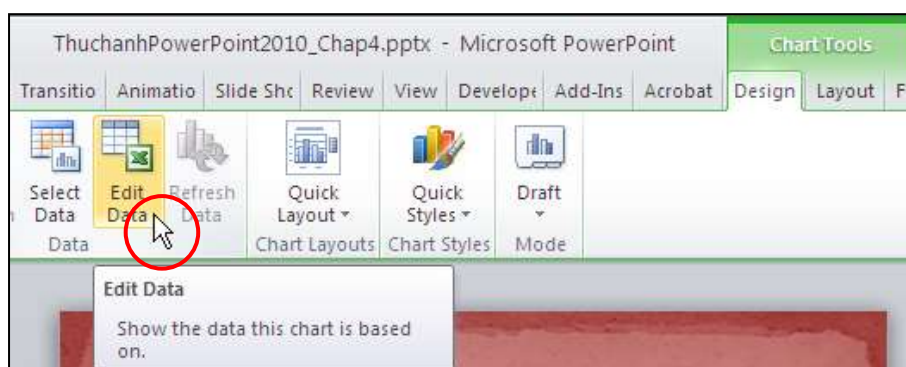 ThuchanhPowerPoint2010_Chap4.pptx - Microsoft PowerPoint
Chart Tools
Transitio Animatio Slide Shc Review View Develope Add-Ins Acrobat Design Layout F
Select Data
Edit Data
Refresh Data
Quick Layout
Quick Styles
Draft
Data
Chart Layouts
Chart Styles
Mode
Edit Data
Show the data this chart is based
on.